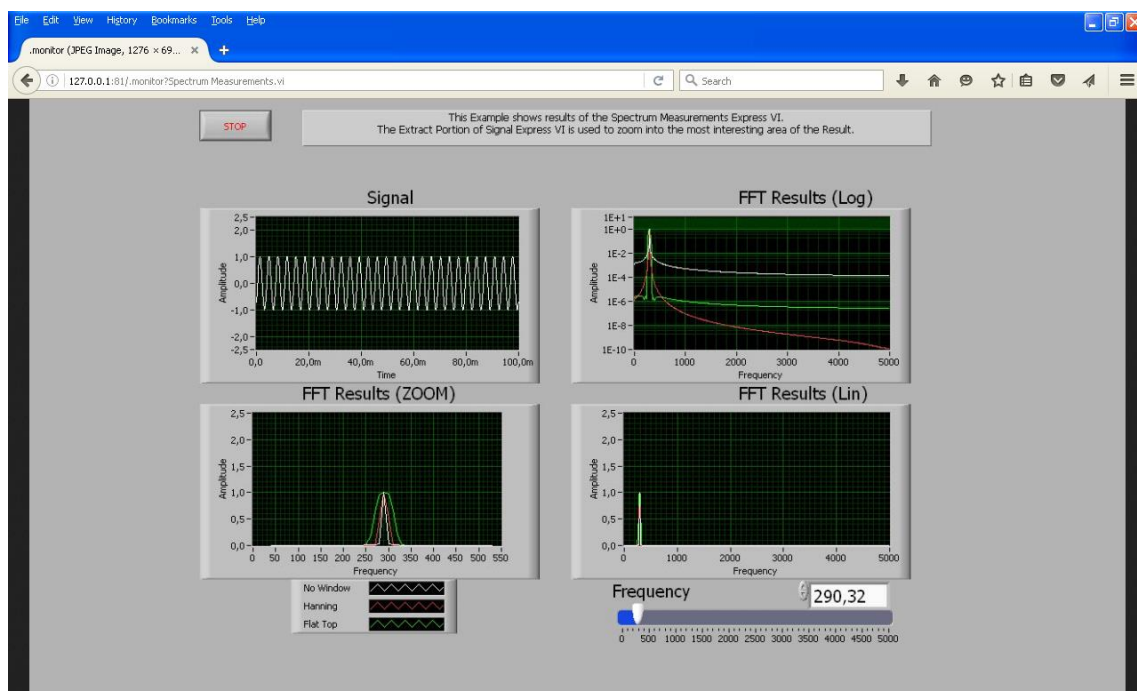 File Edit View History Bookmarks Tools Help
.monitor (JPEG Image, 1276 × 69... × +
127.0.0.1:81/.monitor?Spectrum Measurements.vi
Search
STOP
This Example shows results of the Spectrum Measurements Express VI.
The Extract Portion of Signal Express VI is used to zoom into the most interesting area of the Result.
Signal
2,5
2,0
1,0
0,0
-1,0
-2,0
-2,5
Amplitude
0,0 20,0m 40,0m 60,0m 80,0m 100,0m
Time
FFT Results (Log)
1E+1
1E+0
1E-2
1E-4
1E-6
1E-8
1E-10
Amplitude
0 1000 2000 3000 4000 5000
Frequency
FFT Results (ZOOM)
2,5
2,0
1,5
1,0
0,5
0,0
Amplitude
0 50 100 150 200 250 300 350 400 450 500 550
Frequency
No Window
Hanning
Flat Top
FFT Results (Lin)
2,5
2,0
1,5
1,0
0,5
0,0
Amplitude
0 1000 2000 3000 4000 5000
Frequency
Frequency
290,32
0 500 1000 1500 2000 2500 3000 3500 4000 4500 5000